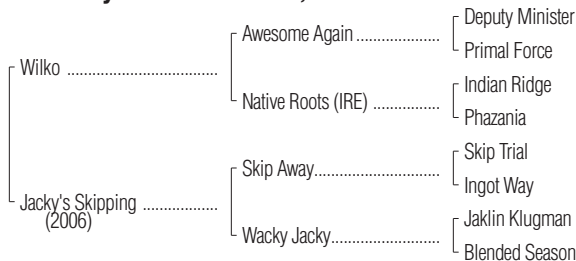 Deputy Minister
Awesome Again
Primal Force
Wilko
Indian Ridge
Native Roots (IRE)
Phazania
Skip Trial
Skip Away
Ingot Way
Jacky's Skipping
(2006)
Jaklin Klugman
Wacky Jacky
Blended Season